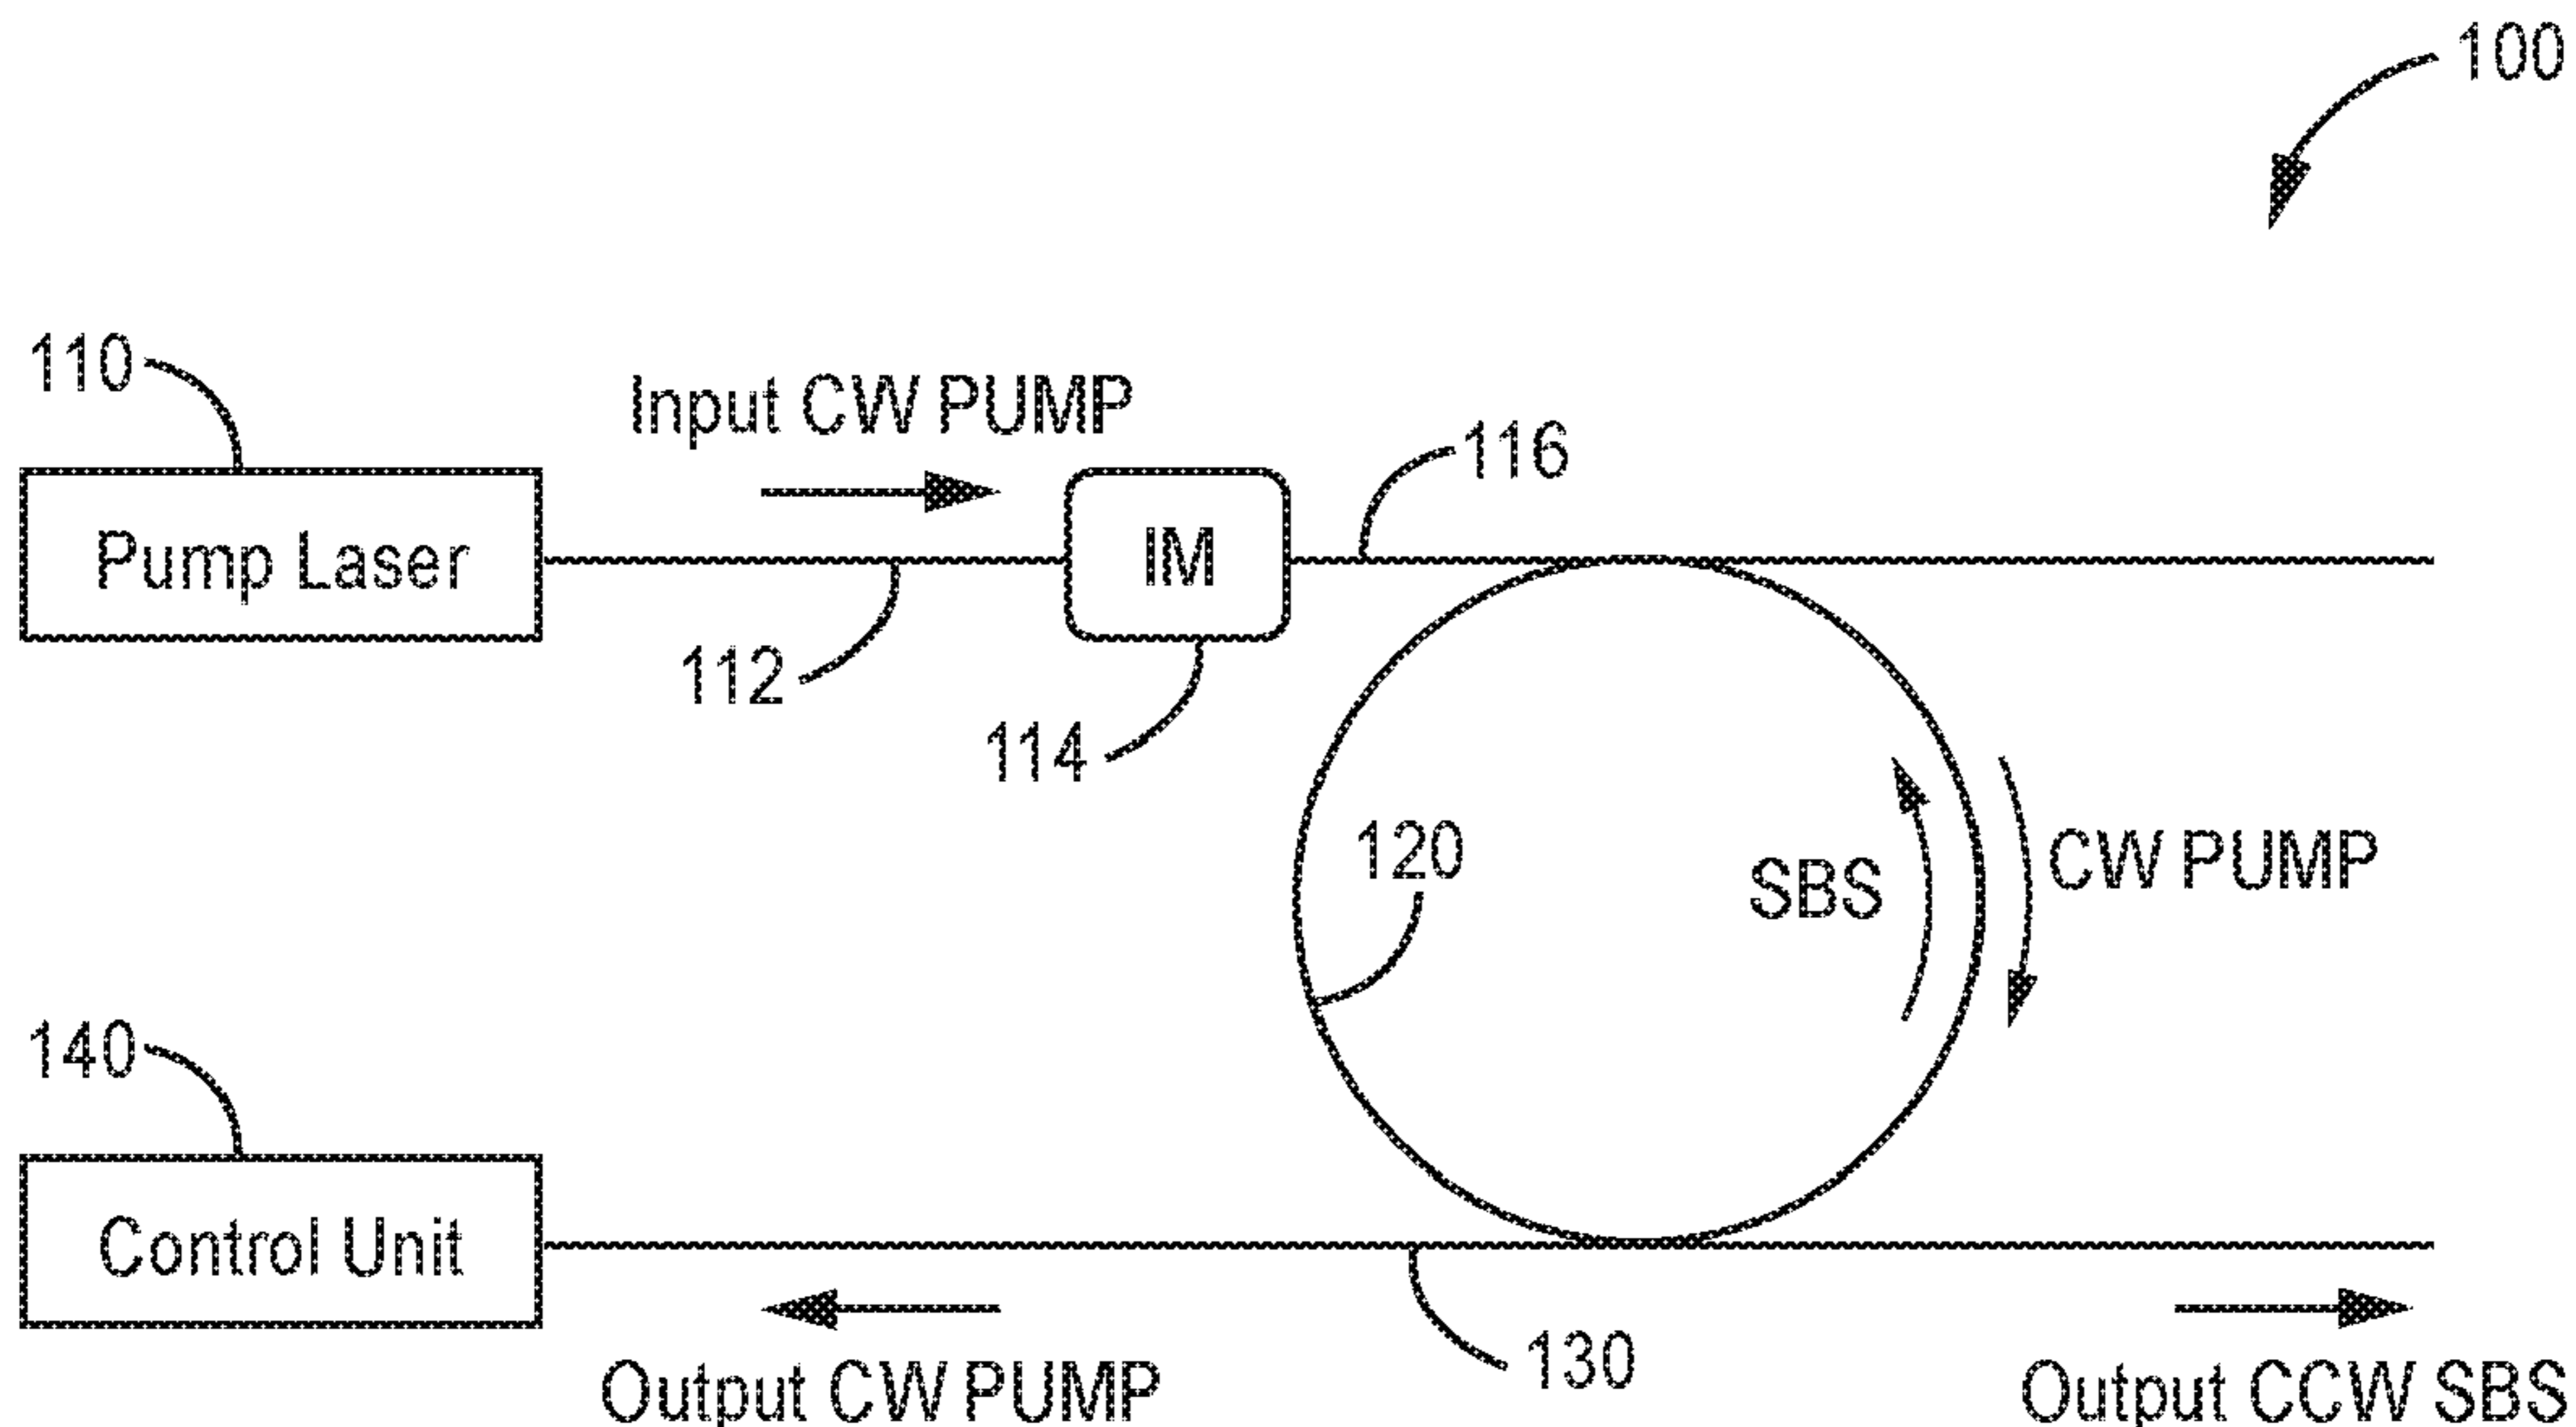 100
110
Input CW PUMP
116
Pump Laser
IM
112
114
120
SBS
CW PUMP
140
Control Unit
130
Output CW PUMP
Output CCW SBS